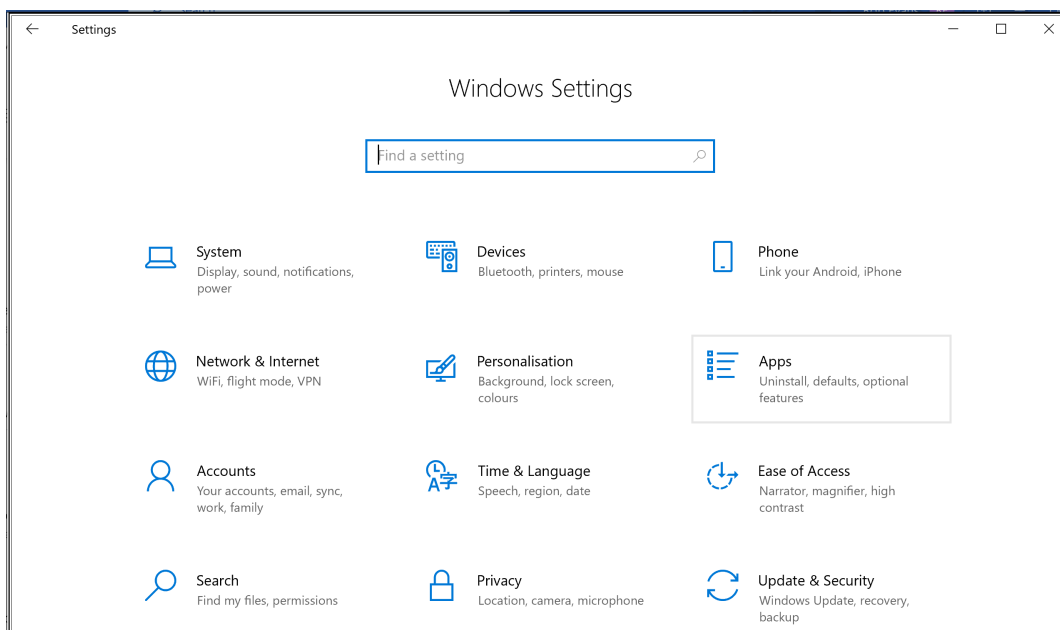 Settings
Windows Settings
Find a setting
System
Display, sound, notifications,
power
Devices
Bluetooth, printers, mouse
Phone
Link your Android, iPhone
Network & Internet
WiFi, flight mode, VPN
Personalisation
Background, lock screen,
colours
Apps
Uninstall, defaults, optional
features
Accounts
Your accounts, email, sync,
work, family
Time & Language
Speech, region, date
Ease of Access
Narrator, magnifier, high
contrast
Search
Find my files, permissions
Privacy
Location, camera, microphone
Update & Security
Windows Update, recovery,
backup